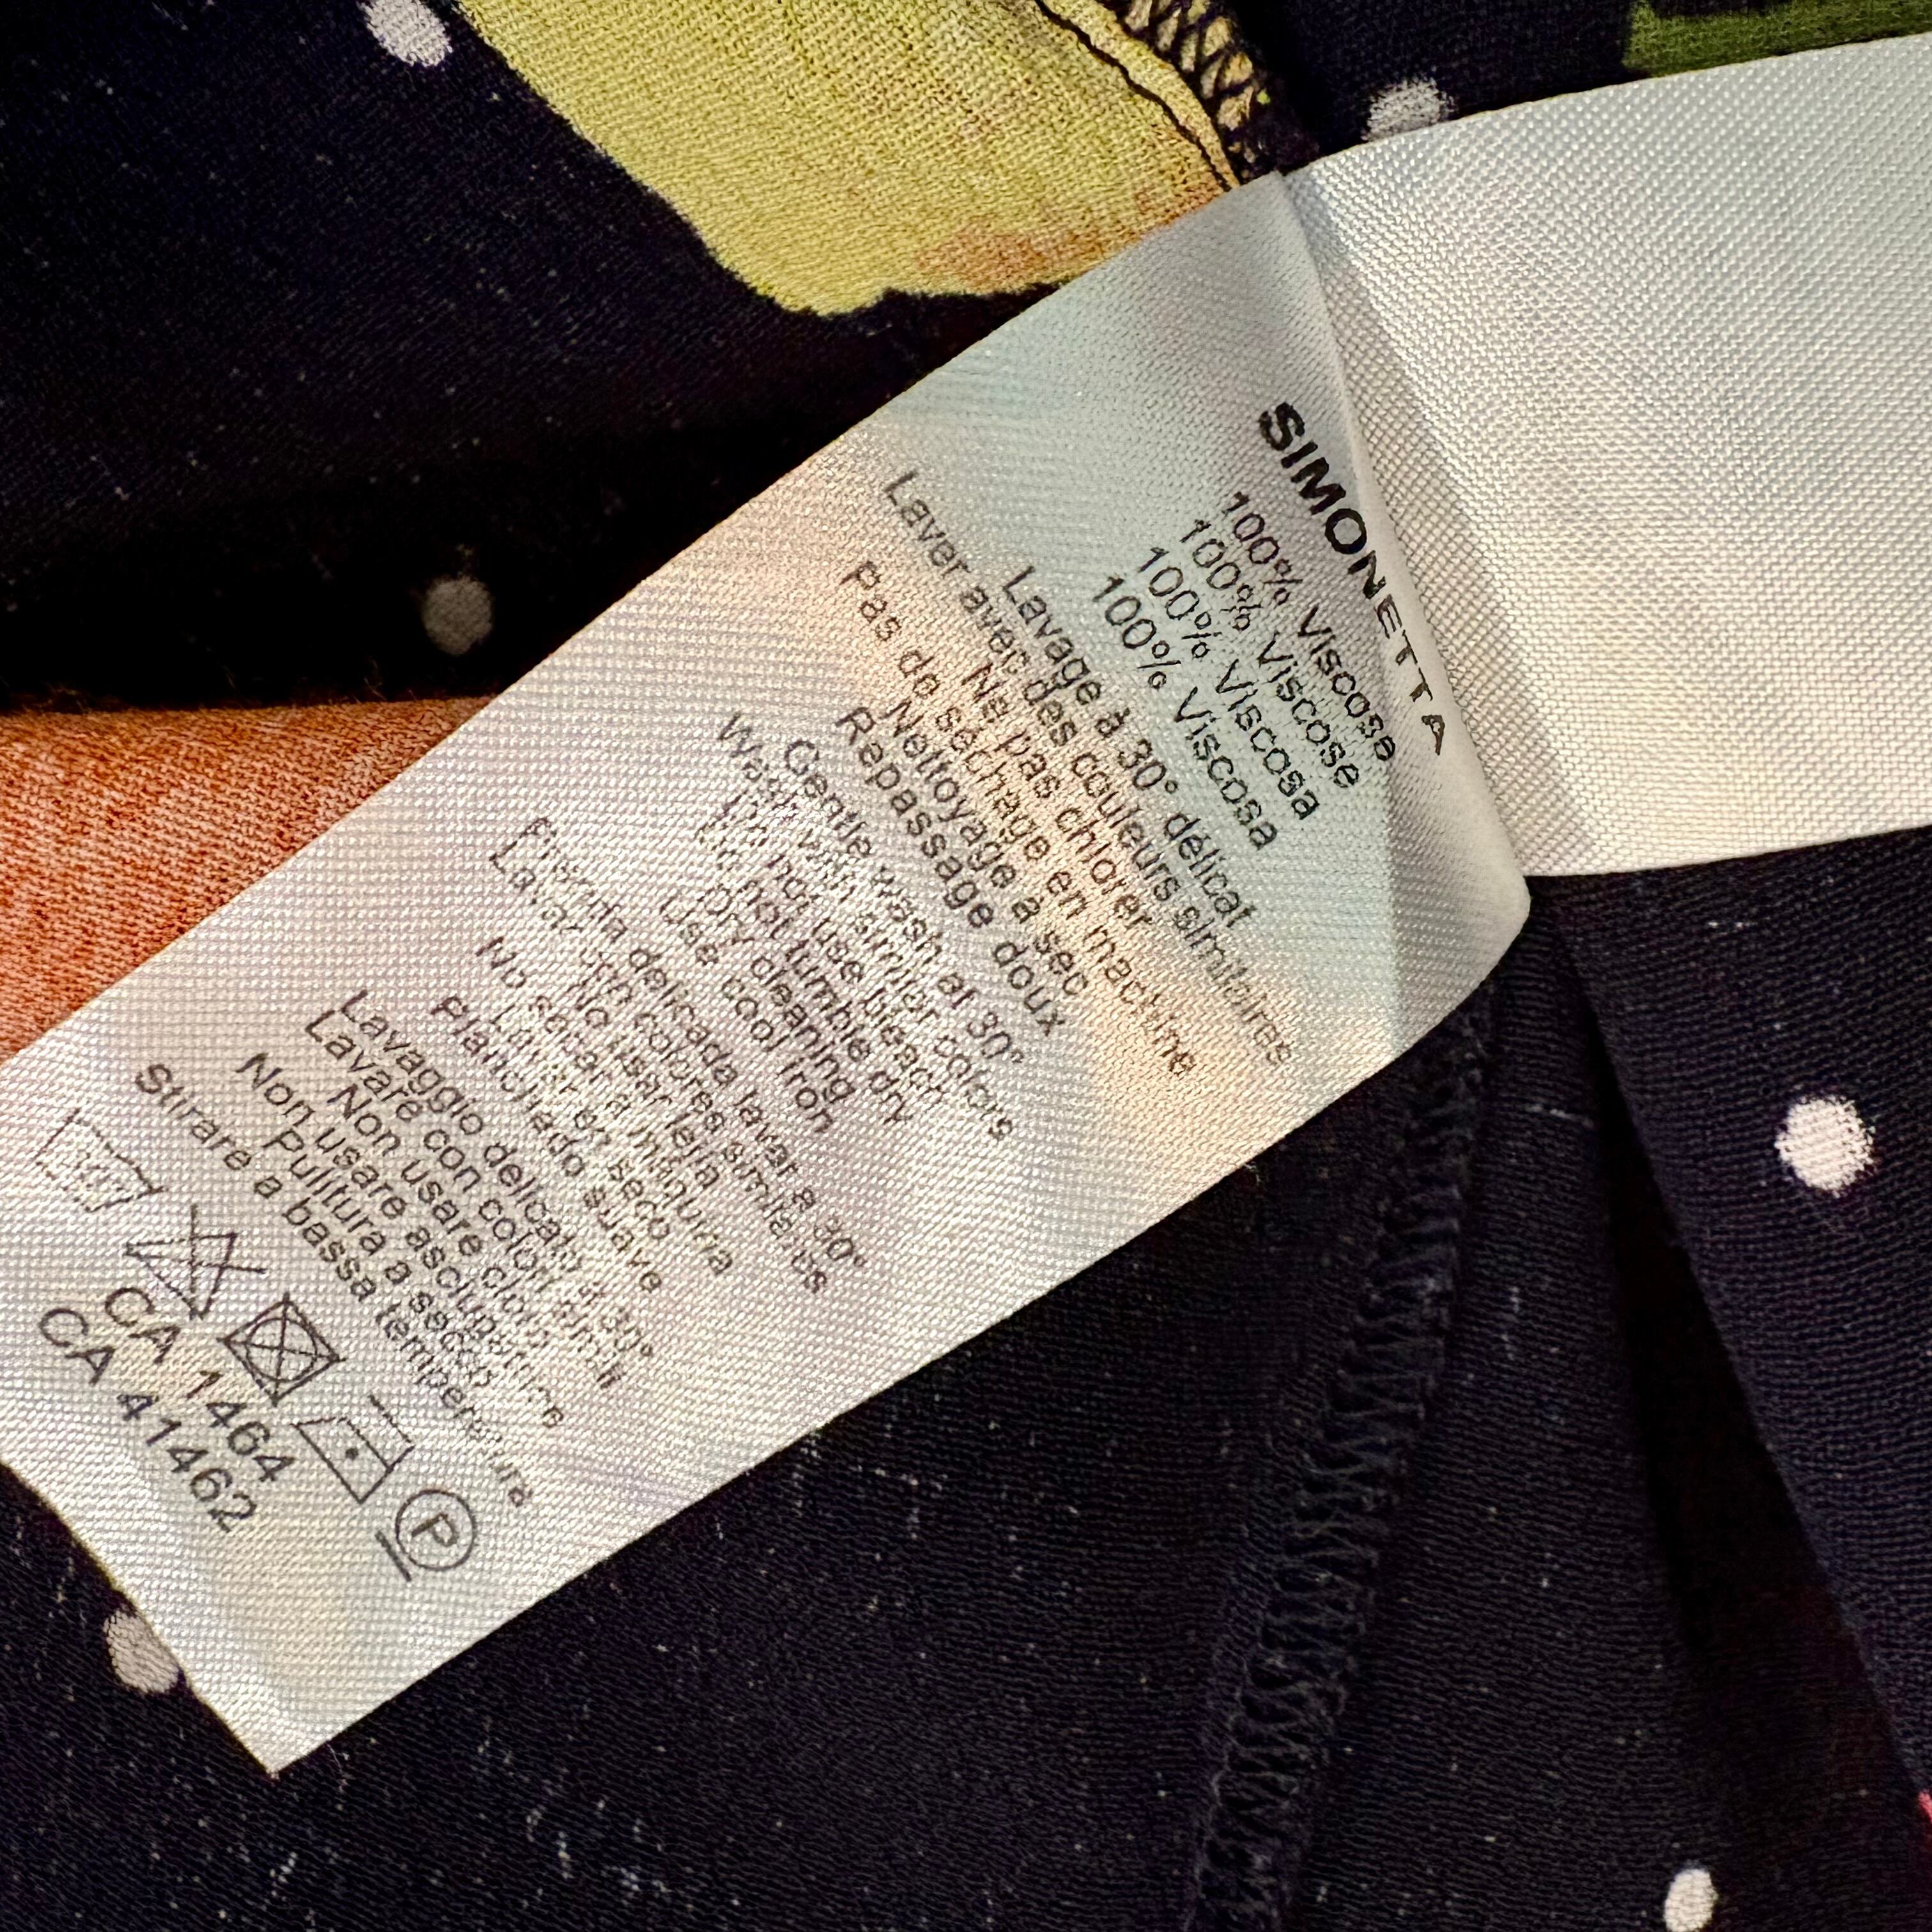 SIMONETTA
100% Viscose
100% Viscose
100% Viscosa
100% Viscosa
Lavage à 30° délicat
Laver avec des couleurs similaires
Ne pas chlorer
Pas de séchage en machine
Nettoyage à sec
Repassage doux
Gentle wash at 30°
Wash with similar colors
Do not use bleach
Do not tumble dry
Dry cleaning
Use cool iron
Prenda delicada lavar a 30°
Lavar con colores similares
No usar lejía
No secar a máquina
Lavar en seco
Planchado suave
Lavaggio delicato a 30°
Lavare con colori simili
Non usare cloro
Non usare asciugatrice
Pulitura a secco
Stirare a bassa temperatura
30°
P
CA 1464
CA 41462